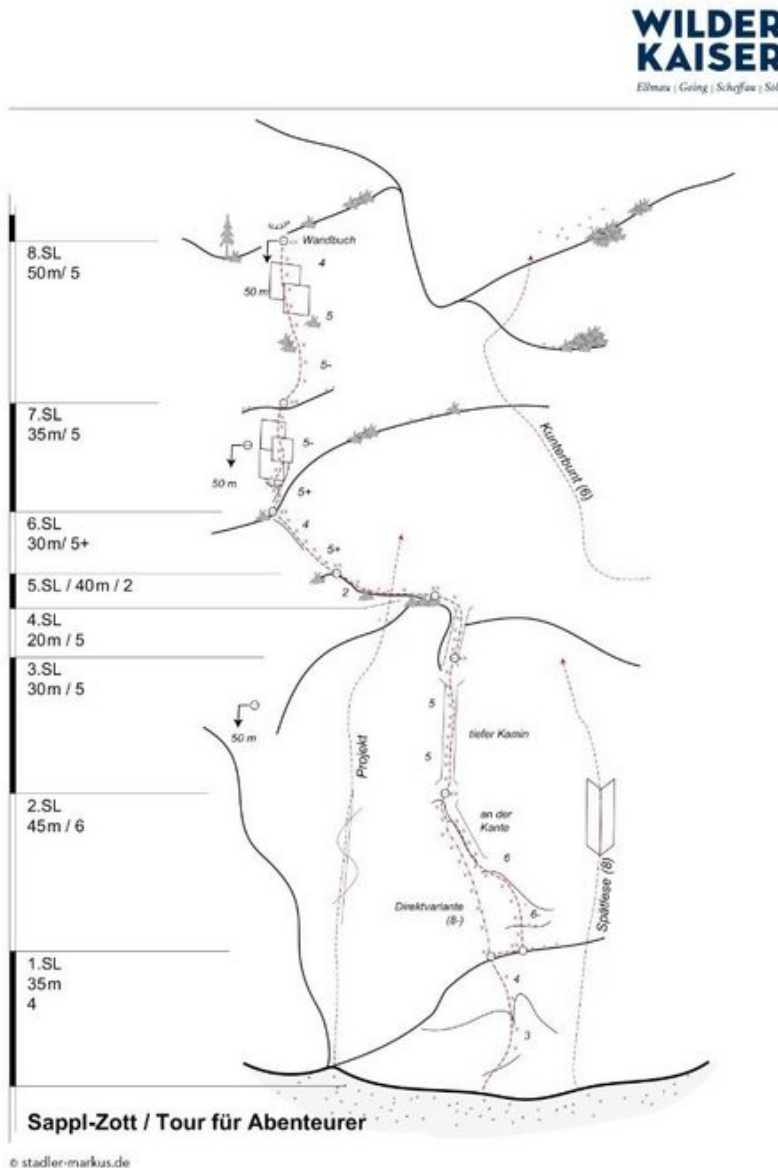 WILDER
KAISER
Ellmau | Going | Scheffau | Söl
Wandbuch
8.SL
50m/ 5
4
50 m
5
5-
7.SL
35m/ 5
5-
Kunterbunt (6)
50 m
5+
6.SL
30m/ 5+
4
5+
5.SL / 40m / 2
2
4.SL
20m / 5
3.SL
30m / 5
5
50 m
tiefer Kamin
Projekt
5
2.SL
45m / 6
an der
Kante
6
Direktvariante
(8-)
6-
Spätlese (8)
1.SL
35m
4
4
3
Sappl-Zott / Tour für Abenteurer
© stadler-markus.de